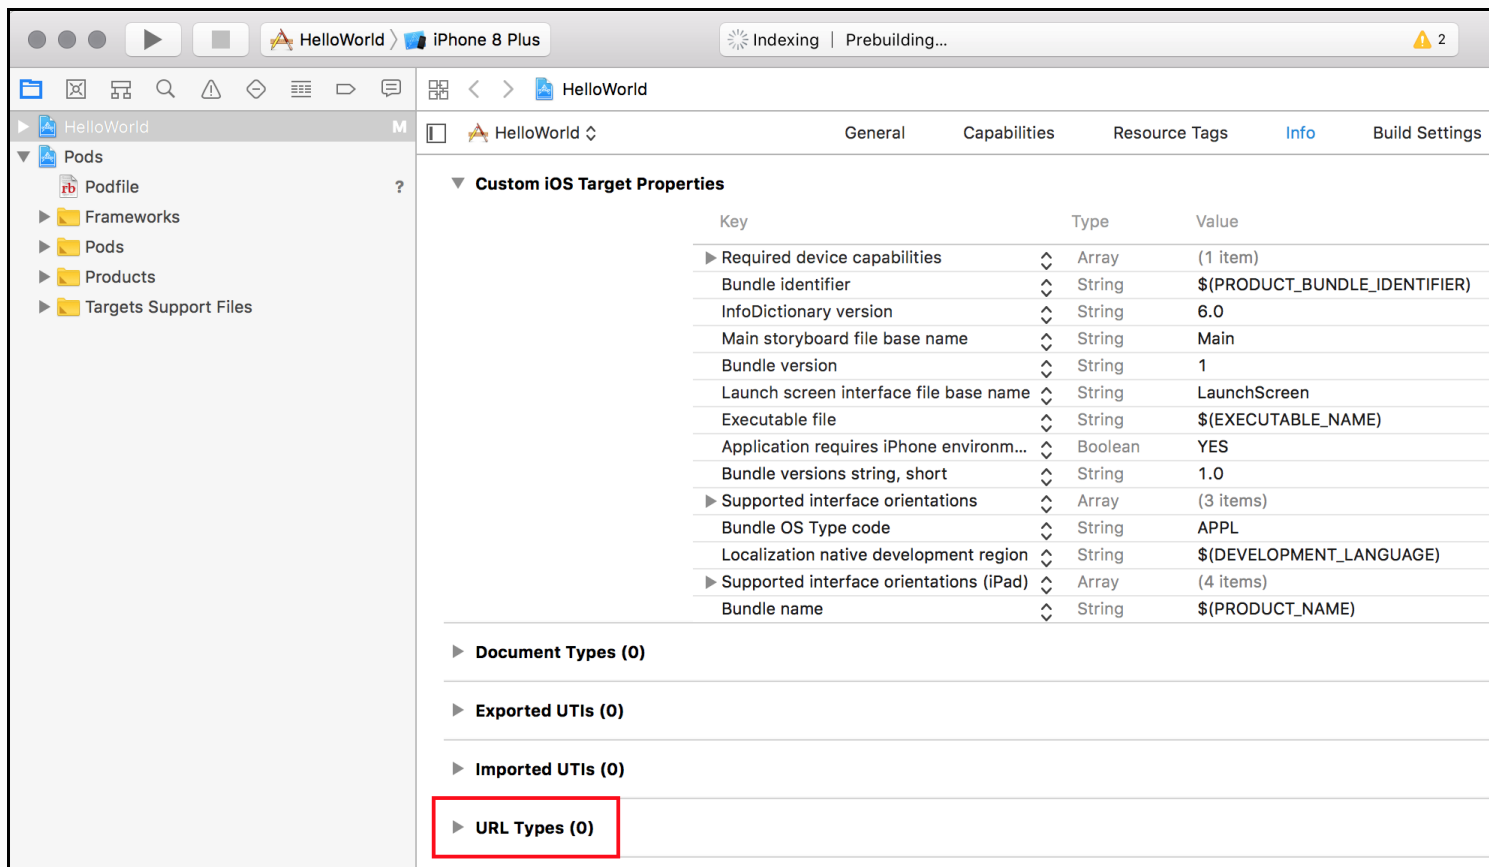 HelloWorld iPhone 8 Plus Indexing | Prebuilding... 2
HelloWorld
HelloWorld M
Pods
rb Podfile ?
Frameworks
Pods
Products
Targets Support Files
HelloWorld General Capabilities Resource Tags Info Build Settings
Custom iOS Target Properties
Key Type Value
Required device capabilities Array (1 item)
Bundle identifier String $(PRODUCT_BUNDLE_IDENTIFIER)
InfoDictionary version String 6.0
Main storyboard file base name String Main
Bundle version String 1
Launch screen interface file base name String LaunchScreen
Executable file String $(EXECUTABLE_NAME)
Application requires iPhone environm... Boolean YES
Bundle versions string, short String 1.0
Supported interface orientations Array (3 items)
Bundle OS Type code String APPL
Localization native development region String $(DEVELOPMENT_LANGUAGE)
Supported interface orientations (iPad) Array (4 items)
Bundle name String $(PRODUCT_NAME)
Document Types (0)
Exported UTIs (0)
Imported UTIs (0)
URL Types (0)